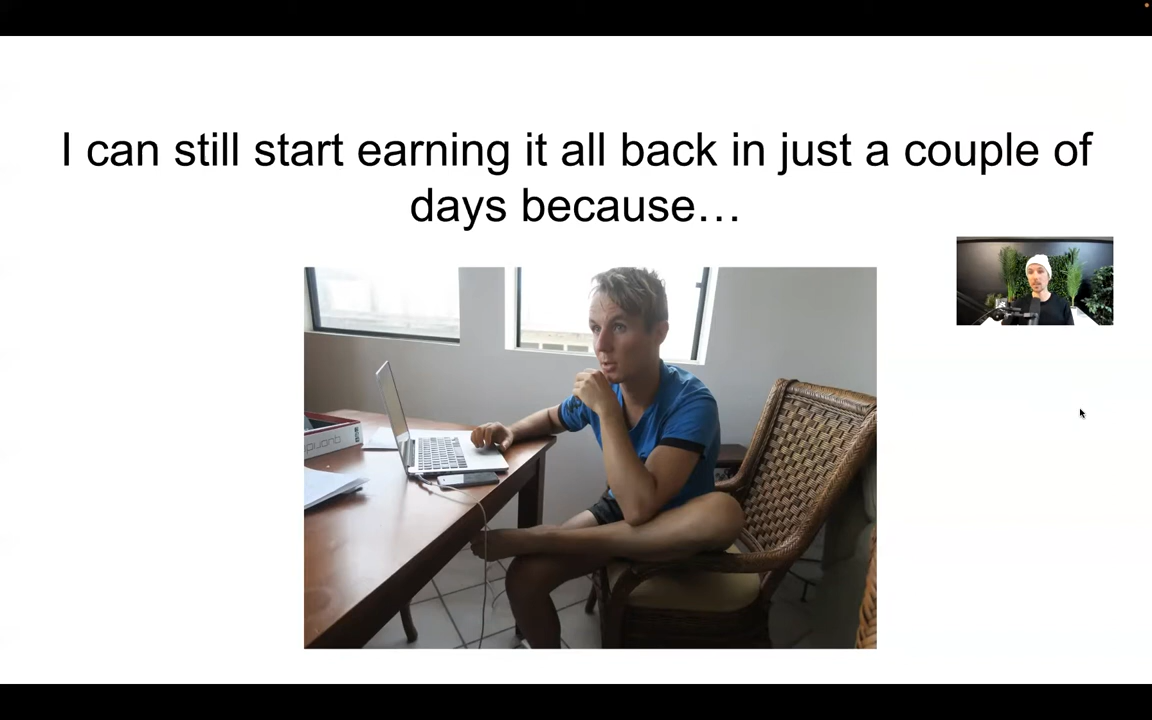 I can still start earning it all back in just a couple of
days because…